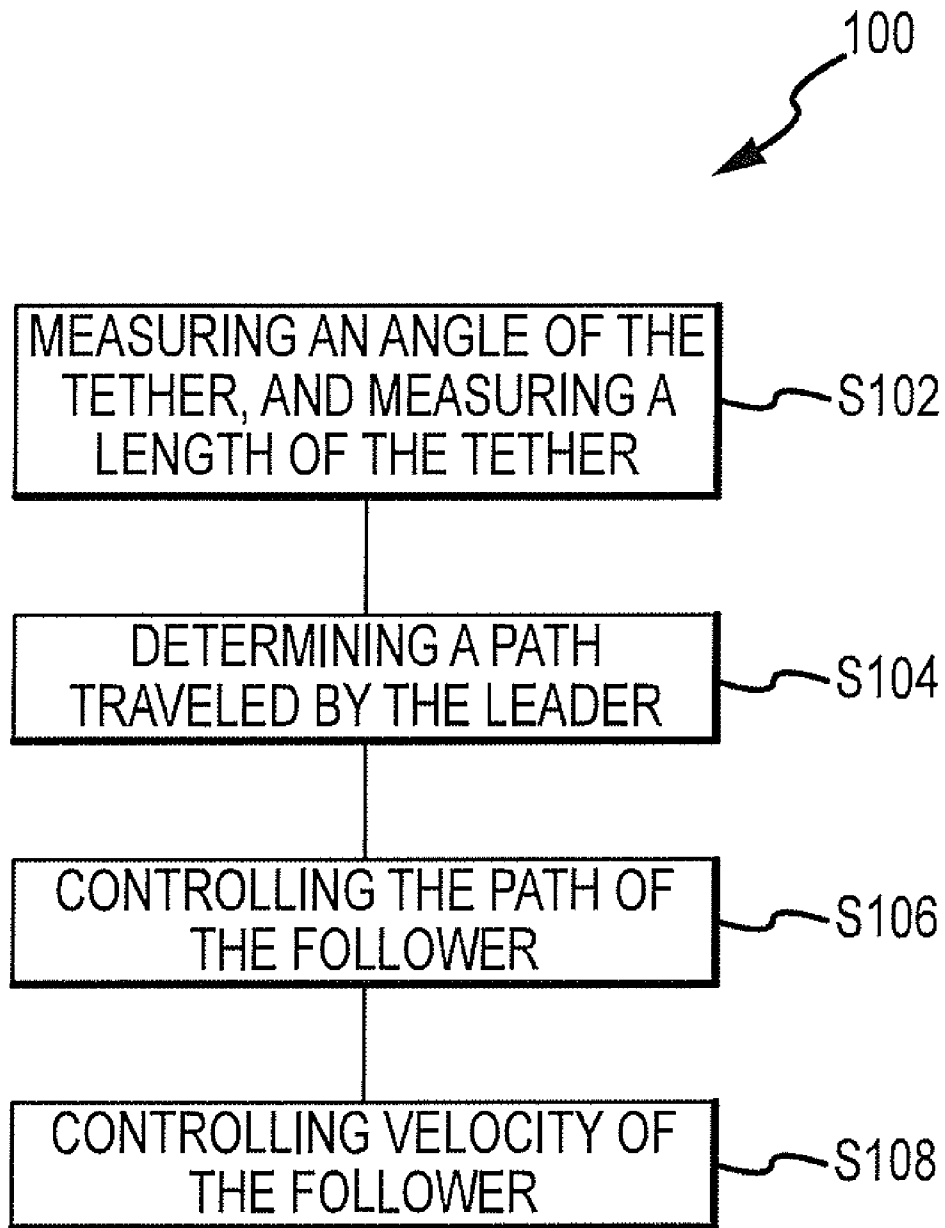 100
MEASURING AN ANGLE OF THE
TETHER, AND MEASURING A
LENGTH OF THE TETHER
S102
DETERMINING A PATH
TRAVELED BY THE LEADER
S104
CONTROLLING THE PATH OF
THE FOLLOWER
S106
CONTROLLING VELOCITY OF
THE FOLLOWER
S108